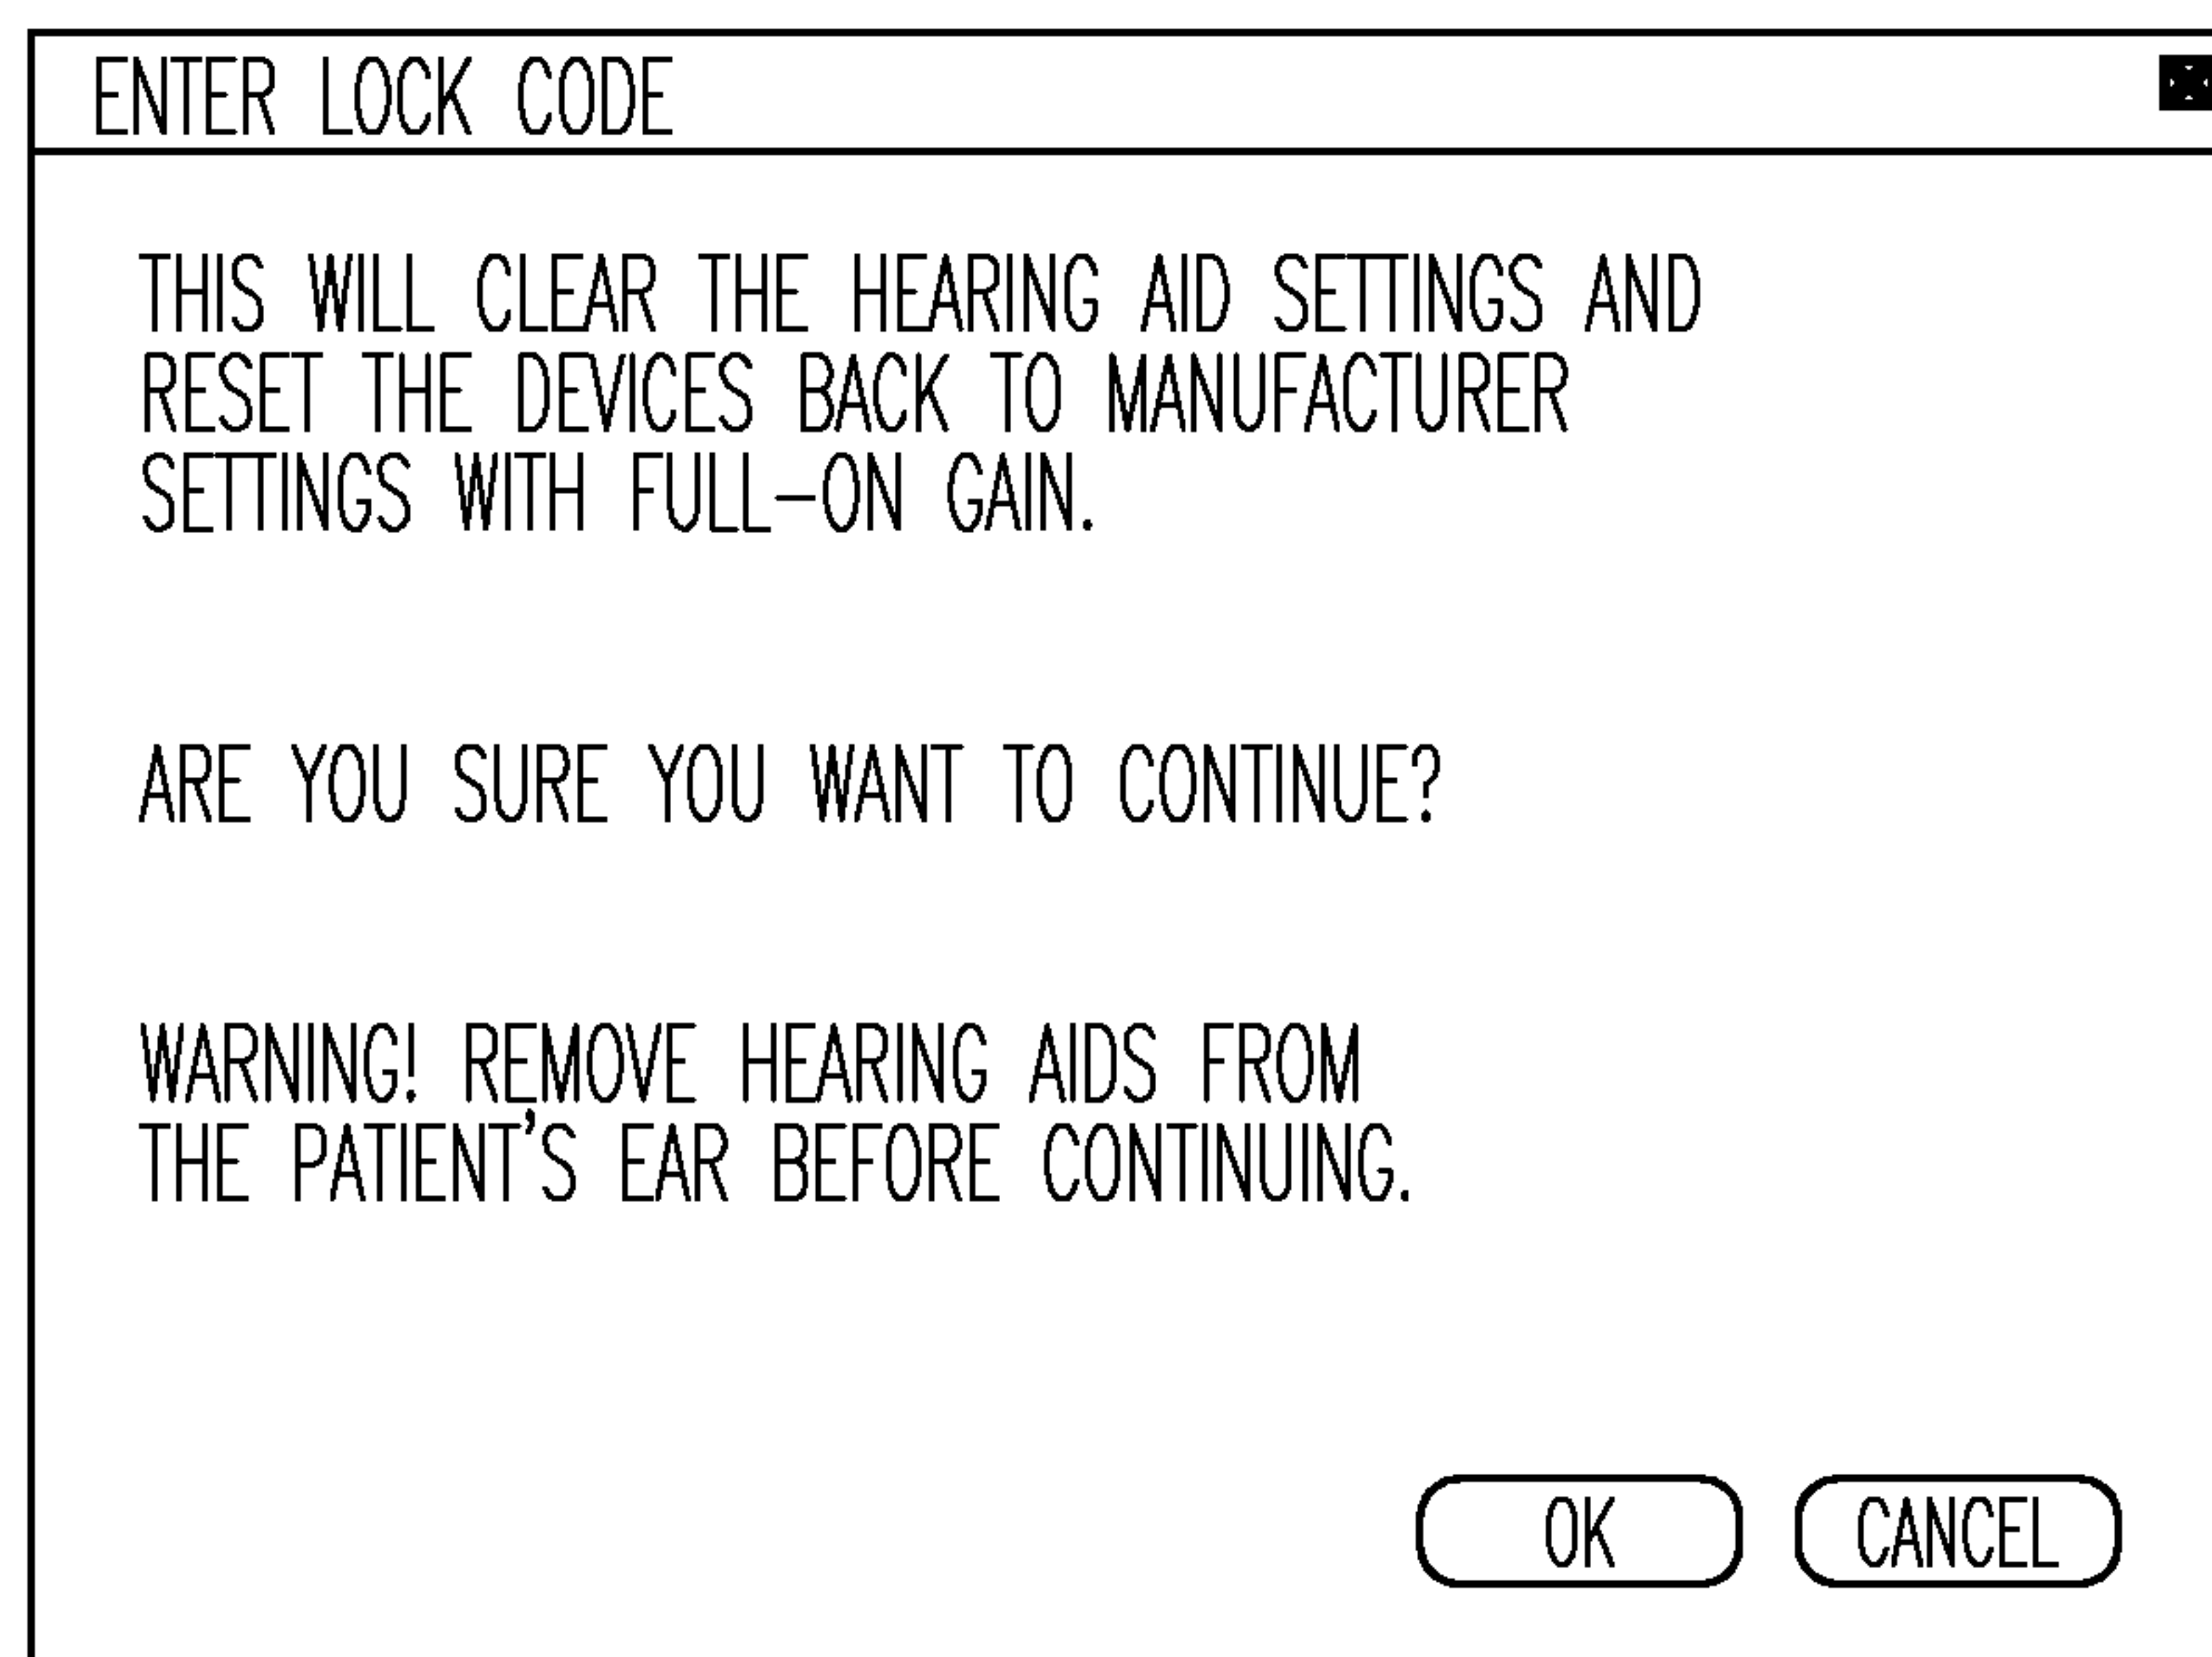 ENTER LOCK CODE
THIS WILL CLEAR THE HEARING AID SETTINGS AND
RESET THE DEVICES BACK TO MANUFACTURER
SETTINGS WITH FULL-ON GAIN.
ARE YOU SURE YOU WANT TO CONTINUE?
WARNING! REMOVE HEARING AIDS FROM
THE PATIENT'S EAR BEFORE CONTINUING.
OK CANCEL